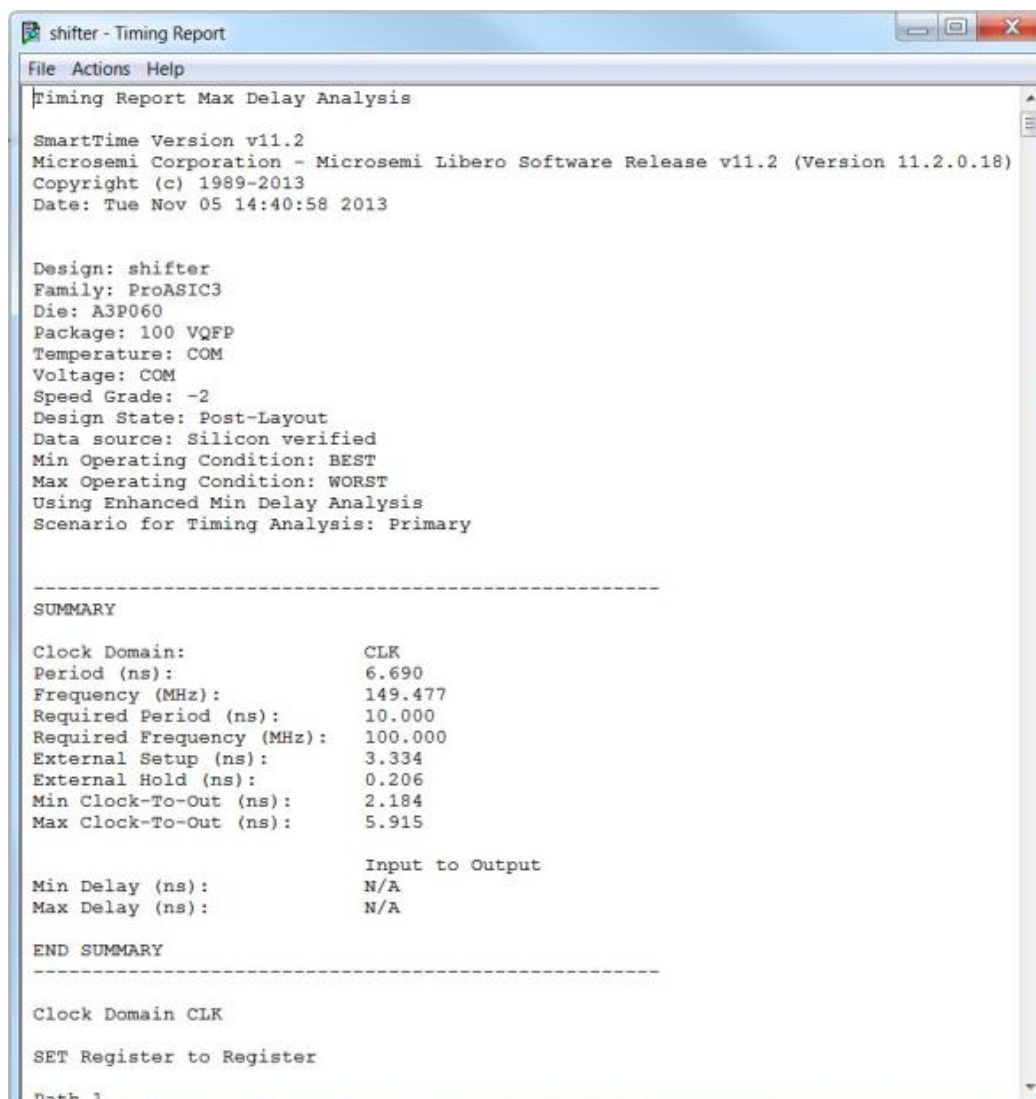 shifter - Timing Report
File Actions Help
Timing Report Max Delay Analysis
SmartTime Version v11.2
Microsemi Corporation - Microsemi Libero Software Release v11.2 (Version 11.2.0.18)
Copyright (c) 1989-2013
Date: Tue Nov 05 14:40:58 2013
Design: shifter
Family: ProASIC3
Die: A3P060
Package: 100 VQFP
Temperature: COM
Voltage: COM
Speed Grade: -2
Design State: Post-Layout
Data source: Silicon verified
Min Operating Condition: BEST
Max Operating Condition: WORST
Using Enhanced Min Delay Analysis
Scenario for Timing Analysis: Primary
-----------------------------------------------------
SUMMARY
Clock Domain: CLK
Period (ns): 6.690
Frequency (MHz): 149.477
Required Period (ns): 10.000
Required Frequency (MHz): 100.000
External Setup (ns): 3.334
External Hold (ns): 0.206
Min Clock-To-Out (ns): 2.184
Max Clock-To-Out (ns): 5.915
Input to Output
Min Delay (ns): N/A
Max Delay (ns): N/A
END SUMMARY
-----------------------------------------------------
Clock Domain CLK
SET Register to Register
Path 1